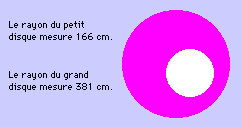 Le rayon du petit
disque mesure 166 cm.
Le rayon du grand
disque mesure 381 cm.